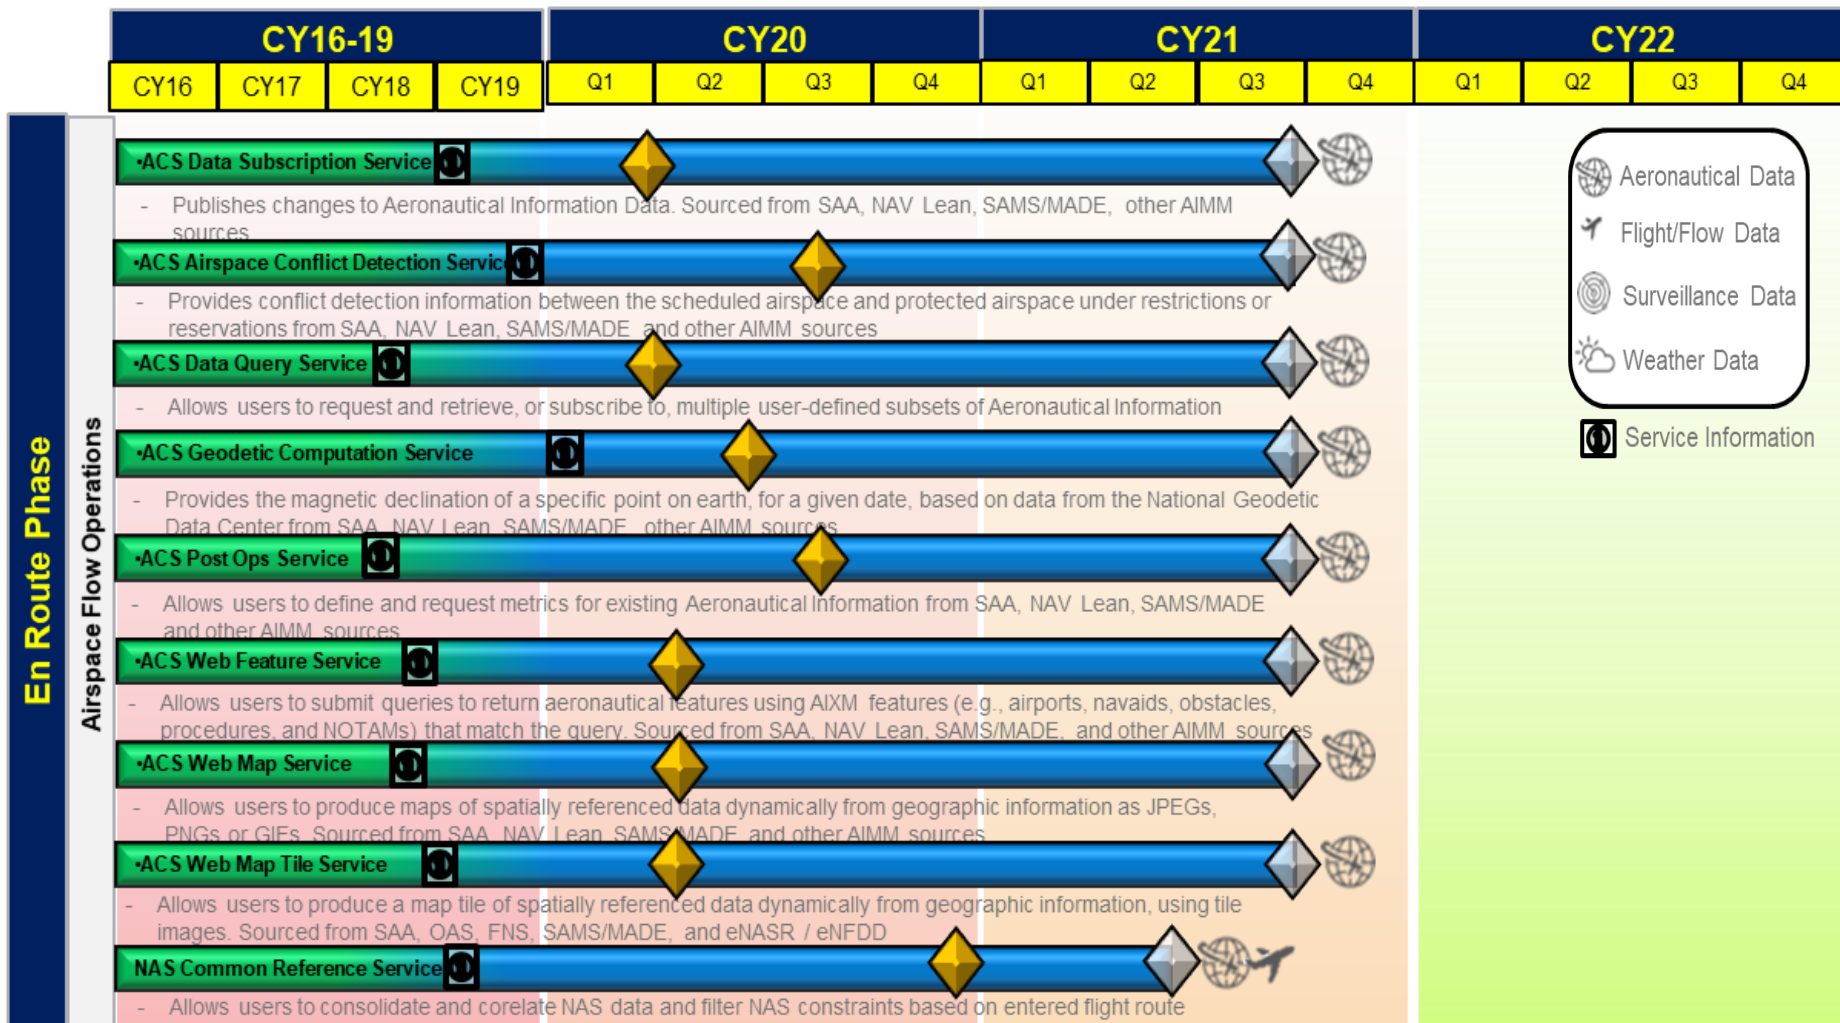 CY16-19 CY20 CY21 CY22
CY16 CY17 CY18 CY19 Q1 Q2 Q3 Q4 Q1 Q2 Q3 Q4 Q1 Q2 Q3 Q4
En Route Phase
Airspace Flow Operations
•ACS Data Subscription Service
- Publishes changes to Aeronautical Information Data. Sourced from SAA, NAV Lean, SAMS/MADE, other AIMM
sources
•ACS Airspace Conflict Detection Servic
- Provides conflict detection information between the scheduled airspace and protected airspace under restrictions or
reservations from SAA, NAV Lean, SAMS/MADE and other AIMM sources
•ACS Data Query Service
- Allows users to request and retrieve, or subscribe to, multiple user-defined subsets of Aeronautical Information
•ACS Geodetic Computation Service
- Provides the magnetic declination of a specific point on earth, for a given date, based on data from the National Geodetic
Data Center from SAA, NAV Lean, SAMS/MADE, other AIMM sources
•ACS Post Ops Service
- Allows users to define and request metrics for existing Aeronautical Information from SAA, NAV Lean, SAMS/MADE
and other AIMM sources
•ACS Web Feature Service
- Allows users to submit queries to return aeronautical features using AIXM features (e.g., airports, navaids, obstacles,
procedures, and NOTAMs) that match the query. Sourced from SAA, NAV Lean, SAMS/MADE, and other AIMM sources
•ACS Web Map Service
- Allows users to produce maps of spatially referenced data dynamically from geographic information as JPEGs,
PNGs or GIFs. Sourced from SAA, NAV Lean, SAMS/MADE and other AIMM sources
•ACS Web Map Tile Service
- Allows users to produce a map tile of spatially referenced data dynamically from geographic information, using tile
images. Sourced from SAA, OAS, FNS, SAMS/MADE, and eNASR / eNFDD
NAS Common Reference Service
- Allows users to consolidate and corelate NAS data and filter NAS constraints based on entered flight route
Aeronautical Data
Flight/Flow Data
Surveillance Data
Weather Data
Service Information